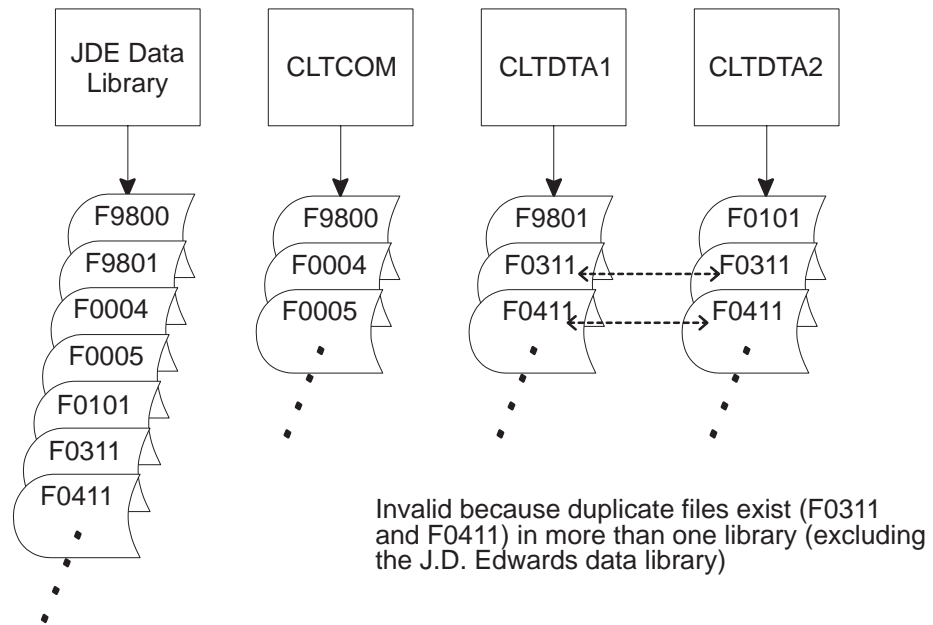 JDE Data
Library
CLTCOM
CLTDTA1
CLTDTA2
F9800
F9801
F0004
F0005
F0101
F0311
F0411
F9800
F0004
F0005
F9801
F0311
F0411
F0101
F0311
F0411
Invalid because duplicate files exist (F0311
and F0411) in more than one library (excluding
the J.D. Edwards data library)